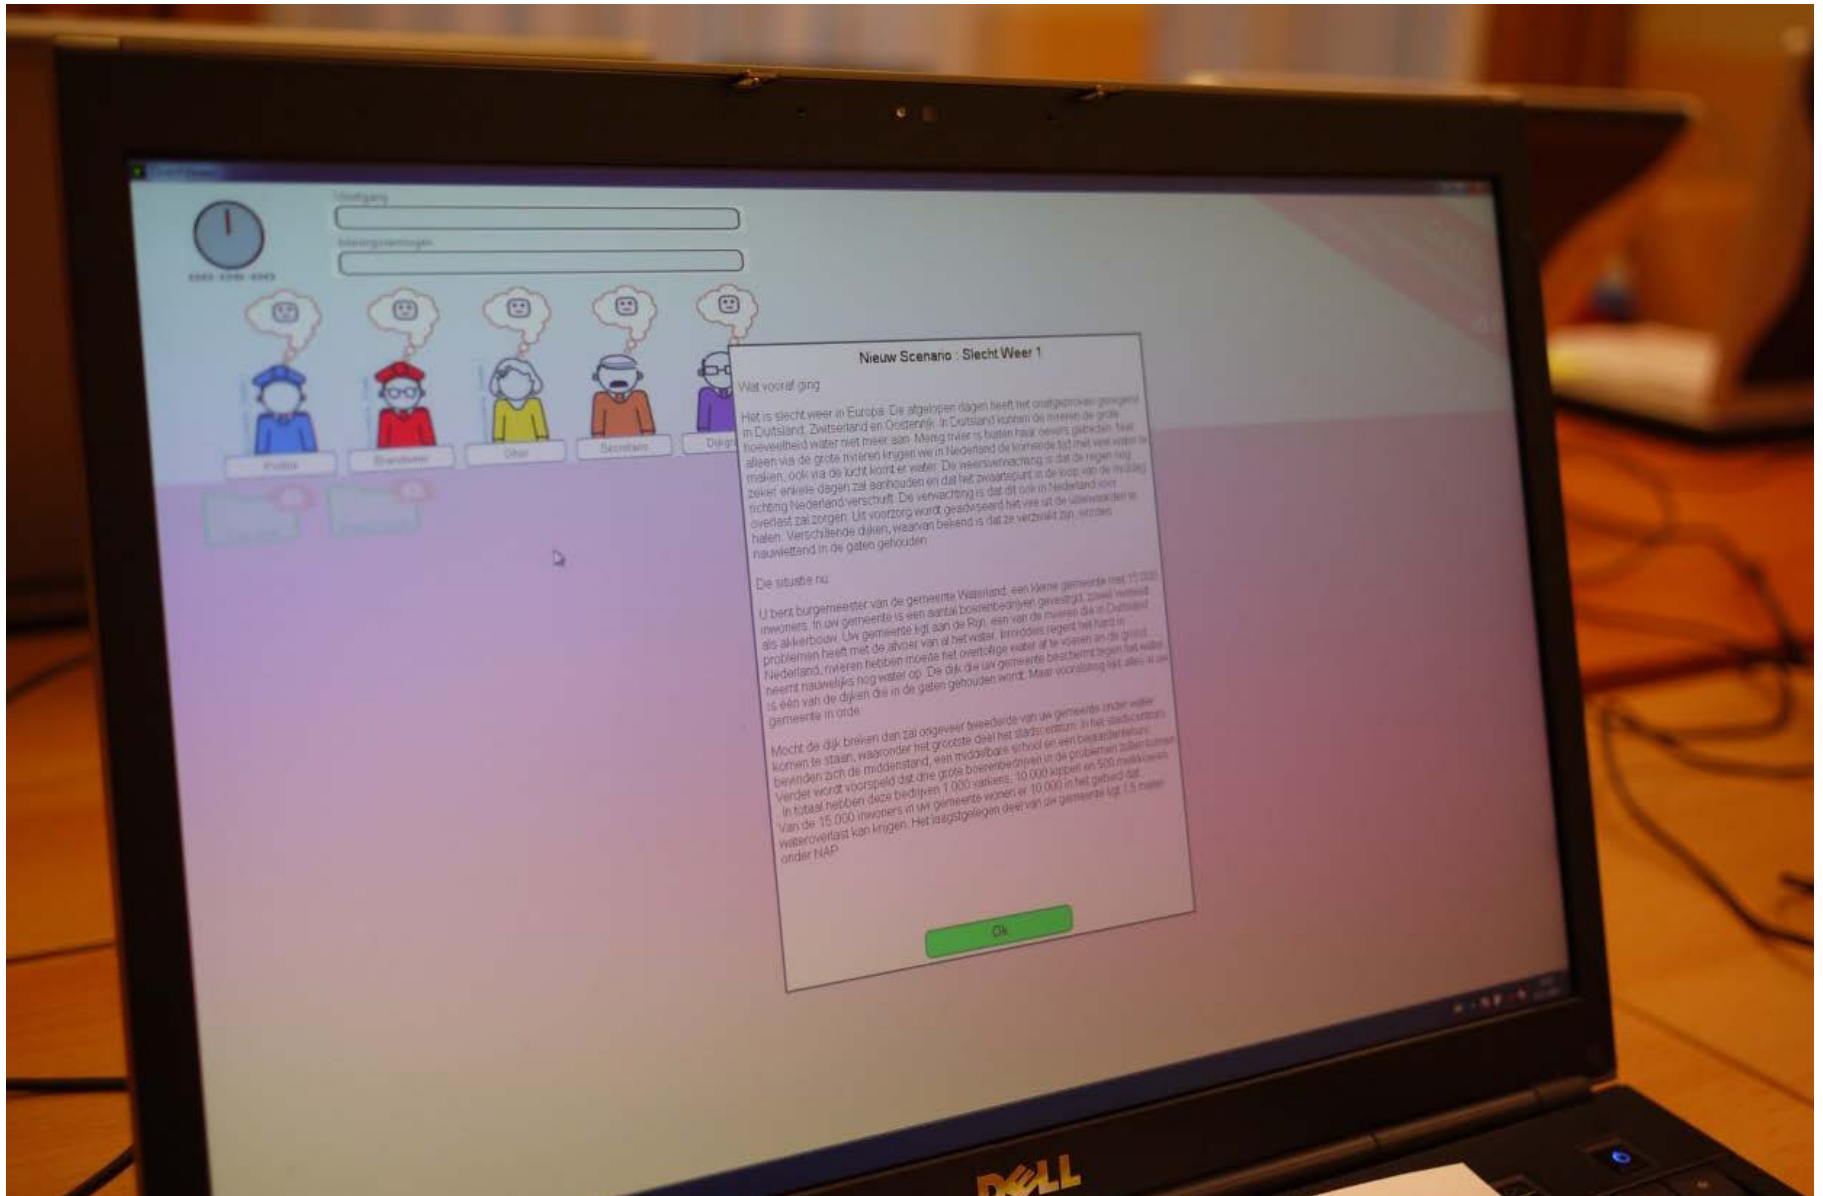 Voortgang
Nieuw Scenario : Slecht Weer 1
Politie
Brandweer
Ghor
Secretaris
Dijkgr
Wat vooraf ging
Het is slecht weer in Europa. De afgelopen dagen heeft het onafgebroken geregend
in Duitsland, Zwitserland en Oostenrijk. In Duitsland kunnen de rivieren de grote
hoeveelheid water niet meer aan. Menig rivier is buiten haar oevers getreden. Niet
alleen via de grote rivieren krijgen we in Nederland de komende tijd met veel water te
maken, ook via de lucht komt er water. De weersverwachting is dat de regen nog
zeker enkele dagen zal aanhouden en dat het zwaartepunt in de loop van de middag
richting Nederland verschuift. De verwachting is dat dit ook in Nederland voor
overlast zal zorgen. Uit voorzorg wordt geadviseerd het vee uit de uiterwaarden te
halen. Verschillende dijken, waarvan bekend is dat ze verzwakt zijn, worden
nauwlettend in de gaten gehouden
De situatie nu
U bent burgemeester van de gemeente Waterland, een kleine gemeente met 15.000
inwoners. In uw gemeente is een aantal boerenbedrijven gevestigd, zowel veeteelt
als akkerbouw. Uw gemeente ligt aan de Rijn, een van de rivieren die in Duitsland
problemen heeft met de afvoer van al het water. Inmiddels regent het hard in
Nederland, rivieren hebben moeite het overtollige water af te voeren en de grond
neemt nauwelijks nog water op. De dijk die uw gemeente beschermt tegen het water
is één van de dijken die in de gaten gehouden wordt. Maar vooralsnog lijkt alles in uw
gemeente in orde.
Mocht de dijk breken dan zal ongeveer tweederde van uw gemeente onder water
komen te staan, waaronder het grootste deel het stadscentrum. In het stadscentrum
bevinden zich de middenstand, een middelbare school en een bejaardentehuis.
Verder wordt voorspeld dat drie grote boerenbedrijven in de problemen zullen komen
. In totaal hebben deze bedrijven 1.000 varkens, 10.000 kippen en 500 melkkoeien.
Van de 15.000 inwoners in uw gemeente wonen er 10.000 in het gebied dat
wateroverlast kan krijgen. Het laagstgelegen deel van uw gemeente ligt 1,5 meter
onder NAP
Ok
DELL